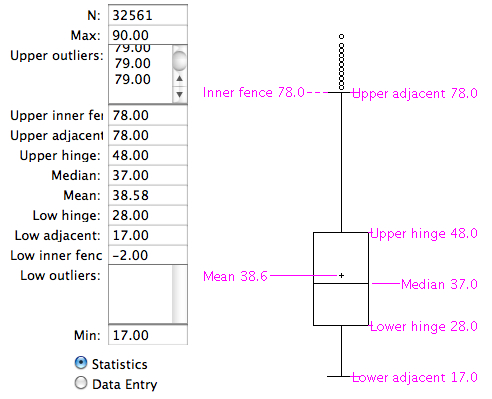 N: 32561
Max: 90.00
Upper outliers: 79.00
79.00
79.00
Upper inner fe
Upper adjacent 78.00
78.00
Upper hinge: 48.00
Median: 37.00
Mean: 38.58
Low hinge: 28.00
Low adjacent: 17.00
Low inner fenc -2.00
Low outliers:
Min: 17.00
Statistics
Data Entry
Inner fence 78.0
Upper adjacent 78.0
Upper hinge 48.0
Mean 38.6
Median 37.0
Lower hinge 28.0
Lower adjacent 17.0